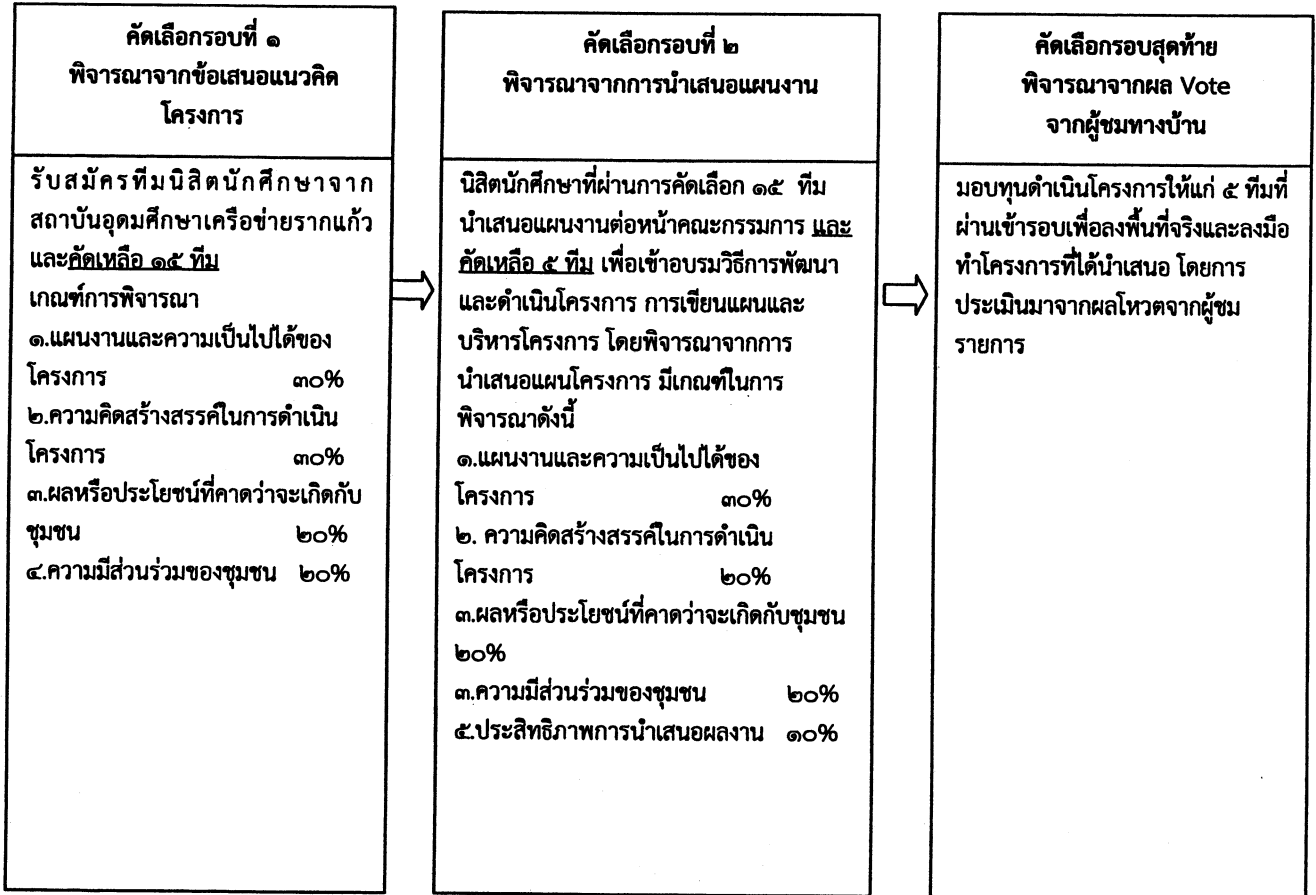 คัดเลือกรอบที่ ๑
พิจารณาจากข้อเสนอแนวคิด
โครงการ
รับสมัครทีมนิสิตนักศึกษาจาก
สถาบันอุดมศึกษาเครือข่ายรากแก้ว
และคัดเหลือ ๑๕ ทีม
เกณฑ์การพิจารณา
๑.แผนงานและความเป็นไปได้ของ
โครงการ ๓๐%
๒.ความคิดสร้างสรรค์ในการดำเนิน
โครงการ ๓๐%
๓.ผลหรือประโยชน์ที่คาดว่าจะเกิดกับ
ชุมชน ๒๐%
๔.ความมีส่วนร่วมของชุมชน ๒๐%
คัดเลือกรอบที่ ๒
พิจารณาจากการนำเสนอแผนงาน
นิสิตนักศึกษาที่ผ่านการคัดเลือก ๑๕ ทีม
นำเสนอแผนงานต่อหน้าคณะกรรมการ และ
คัดเหลือ ๕ ทีม เพื่อเข้าอบรมวิธีการพัฒนา
และดำเนินโครงการ การเขียนแผนและ
บริหารโครงการ โดยพิจารณาจากการ
นำเสนอแผนโครงการ มีเกณฑ์ในการ
พิจารณาดังนี้
๑.แผนงานและความเป็นไปได้ของ
โครงการ ๓๐%
๒. ความคิดสร้างสรรค์ในการดำเนิน
โครงการ ๒๐%
๓.ผลหรือประโยชน์ที่คาดว่าจะเกิดกับชุมชน
๒๐%
๓.ความมีส่วนร่วมของชุมชน ๒๐%
๕.ประสิทธิภาพการนำเสนอผลงาน ๑๐%
คัดเลือกรอบสุดท้าย
พิจารณาจากผล Vote
จากผู้ชมทางบ้าน
มอบทุนดำเนินโครงการให้แก่ ๕ ทีมที่
ผ่านเข้ารอบเพื่อลงพื้นที่จริงและลงมือ
ทำโครงการที่ได้นำเสนอ โดยการ
ประเมินมาจากผลโหวตจากผู้ชม
รายการ